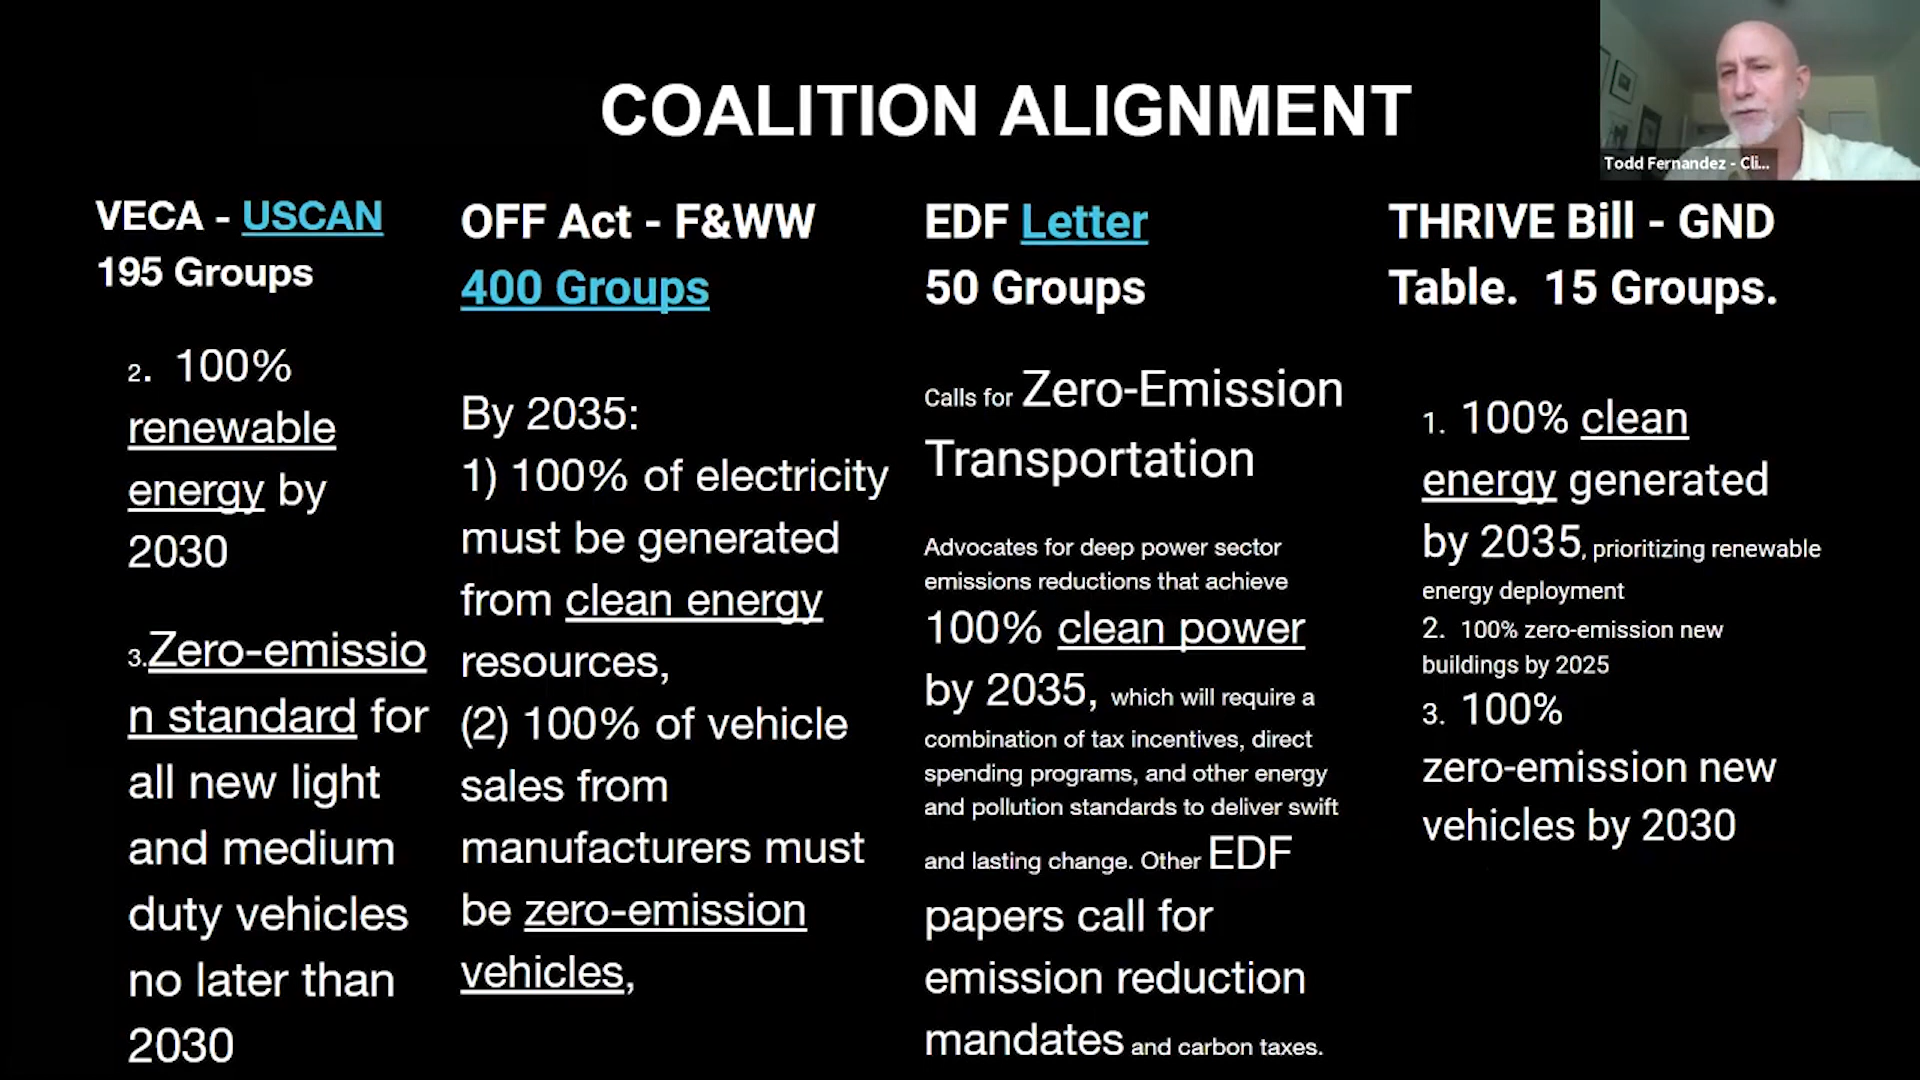 COALITION ALIGNMENT
Todd Fernandez - Cli...
VECA - USCAN
195 Groups
2. 100%
renewable
energy by
2030
3.Zero-emissio
n standard for
all new light
and medium
duty vehicles
no later than
2030
OFF Act - F&WW
400 Groups
By 2035:
1) 100% of electricity
must be generated
from clean energy
resources,
(2) 100% of vehicle
sales from
manufacturers must
be zero-emission
vehicles,
EDF Letter
50 Groups
Calls for Zero-Emission
Transportation
Advocates for deep power sector
emissions reductions that achieve
100% clean power
by 2035, which will require a
combination of tax incentives, direct
spending programs, and other energy
and pollution standards to deliver swift
and lasting change. Other EDF
papers call for
emission reduction
mandates and carbon taxes.
THRIVE Bill - GND
Table. 15 Groups.
1. 100% clean
energy generated
by 2035, prioritizing renewable
energy deployment
2. 100% zero-emission new
buildings by 2025
3. 100%
zero-emission new
vehicles by 2030